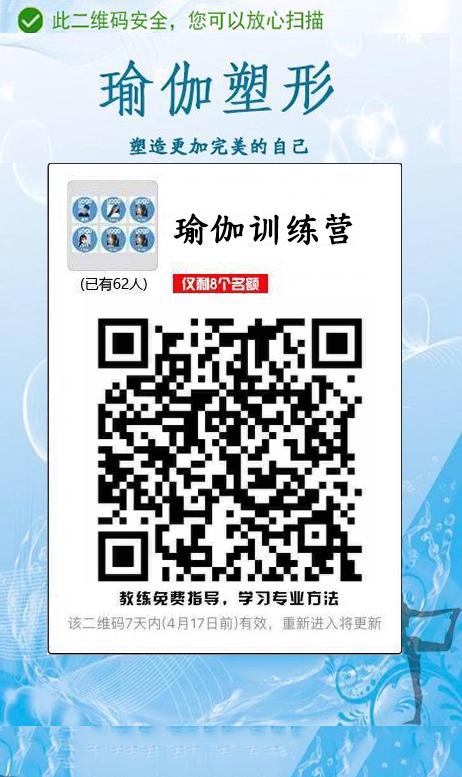 此二维码安全，您可以放心扫描
瑜伽塑形
塑造更加完美的自己
瑜伽训练营
(已有62人)
仅剩8个名额
教练免费指导，学习专业方法
该二维码7天内(4月17日前)有效，重新进入将更新